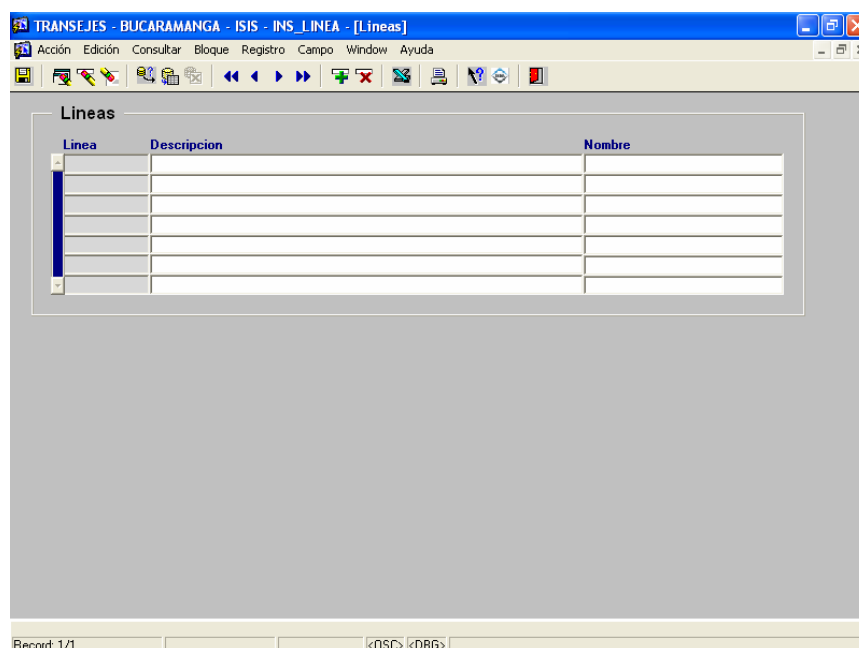 TRANSEJES - BUCARAMANGA - ISIS - INS_LINEA - [Lineas]
Acción Edición Consultar Bloque Registro Campo Window Ayuda
Lineas
Linea Descripcion Nombre
Record: 1/1 <OSC> <DBG>